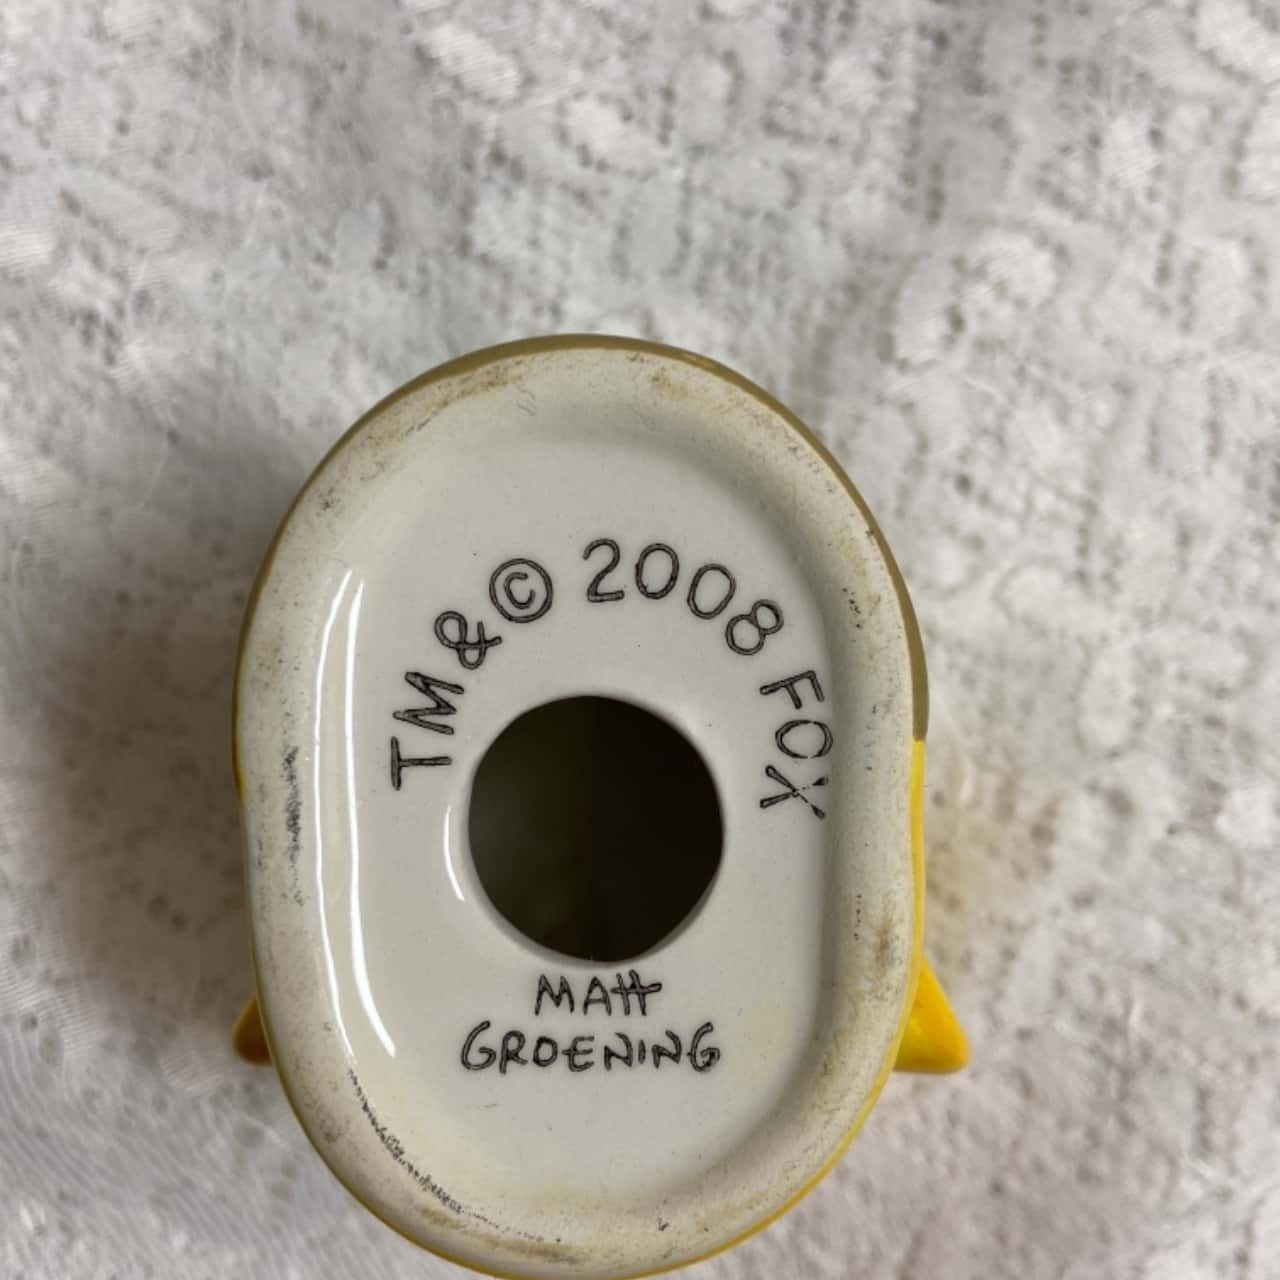 TM & © 2008 FOX
MATT
GROENING